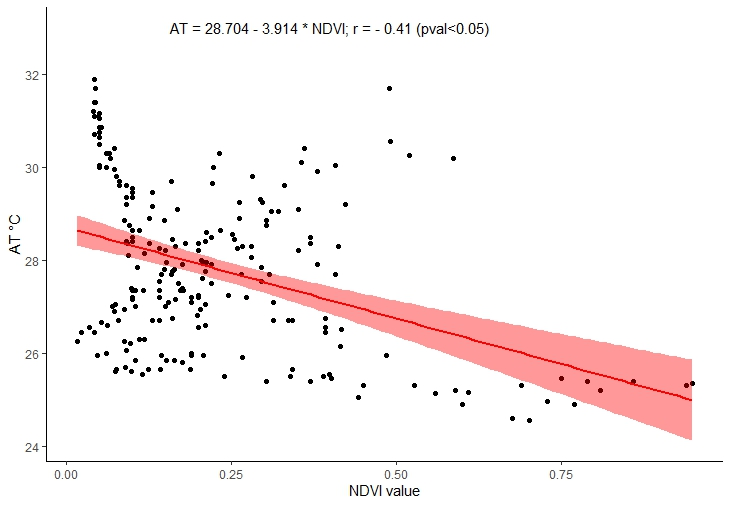 AT = 28.704 - 3.914 * NDVI; r = - 0.41 (pval<0.05)
32
30
28
26
24
AT °C
0.00 0.25 0.50 0.75
NDVI value